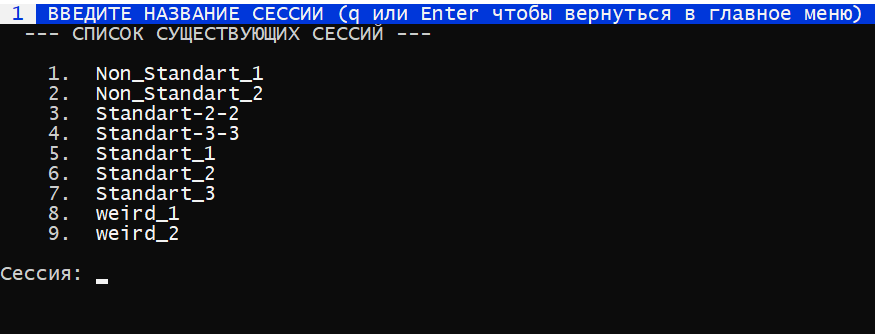 1 ВВЕДИТЕ НАЗВАНИЕ СЕССИИ (q или Enter чтобы вернуться в главное меню)
--- СПИСОК СУЩЕСТВУЮЩИХ СЕССИЙ ---
1. Non_Standart_1
2. Non_Standart_2
3. Standart-2-2
4. Standart-3-3
5. Standart_1
6. Standart_2
7. Standart_3
8. weird_1
9. weird_2
Сессия: